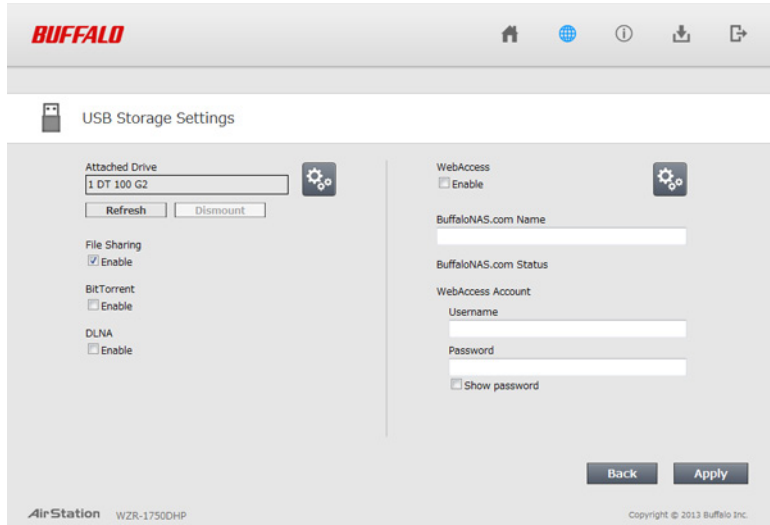 BUFFALO
USB Storage Settings
Attached Drive
1 DT 100 G2
Refresh
Dismount
File Sharing
Enable
BitTorrent
Enable
DLNA
Enable
WebAccess
Enable
BuffaloNAS.com Name
BuffaloNAS.com Status
WebAccess Account
Username
Password
Show password
Back
Apply
AirStation WZR-1750DHP
Copyright © 2013 Buffalo Inc.